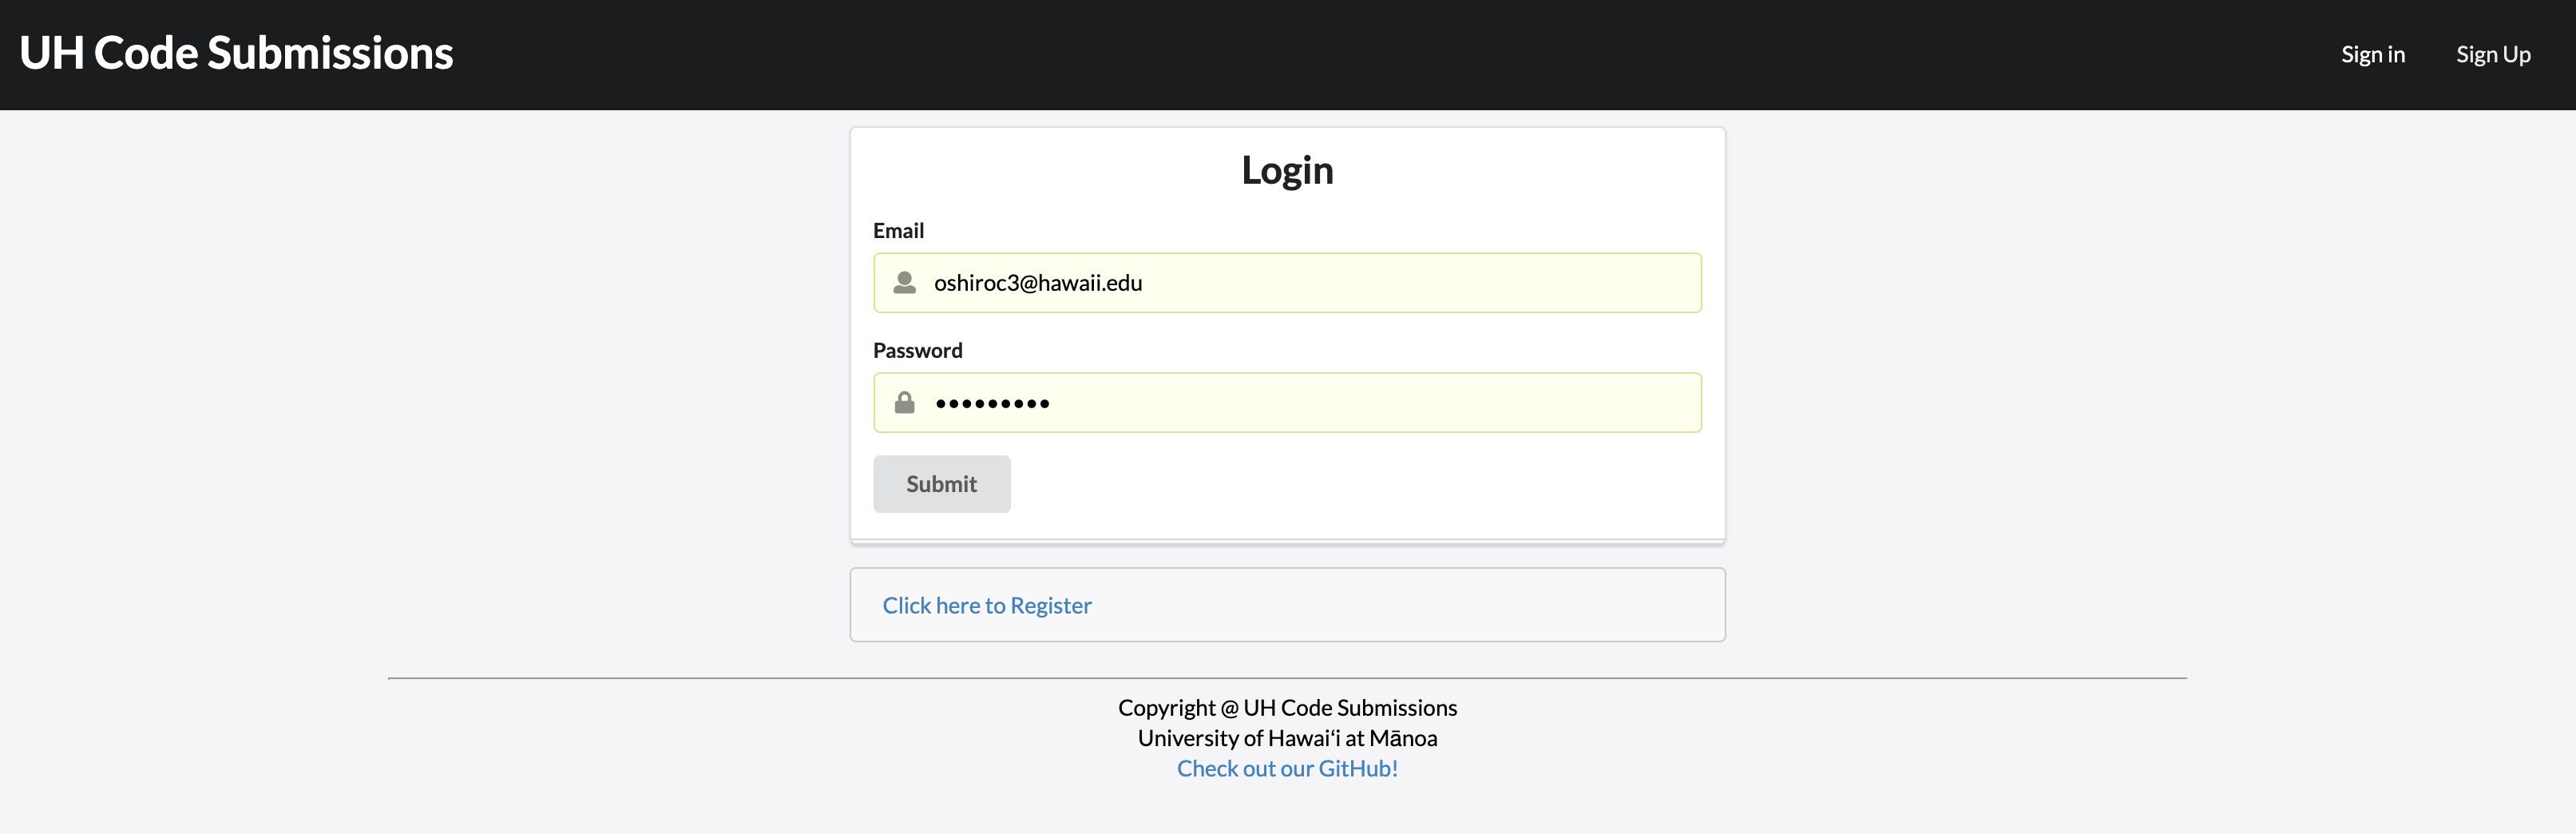 UH Code Submissions
Sign in
Sign Up
Login
Email
oshiroc3@hawaii.edu
Password
•••••••••
Submit
Click here to Register
Copyright @ UH Code Submissions
University of Hawaiʻi at Mānoa
Check out our GitHub!